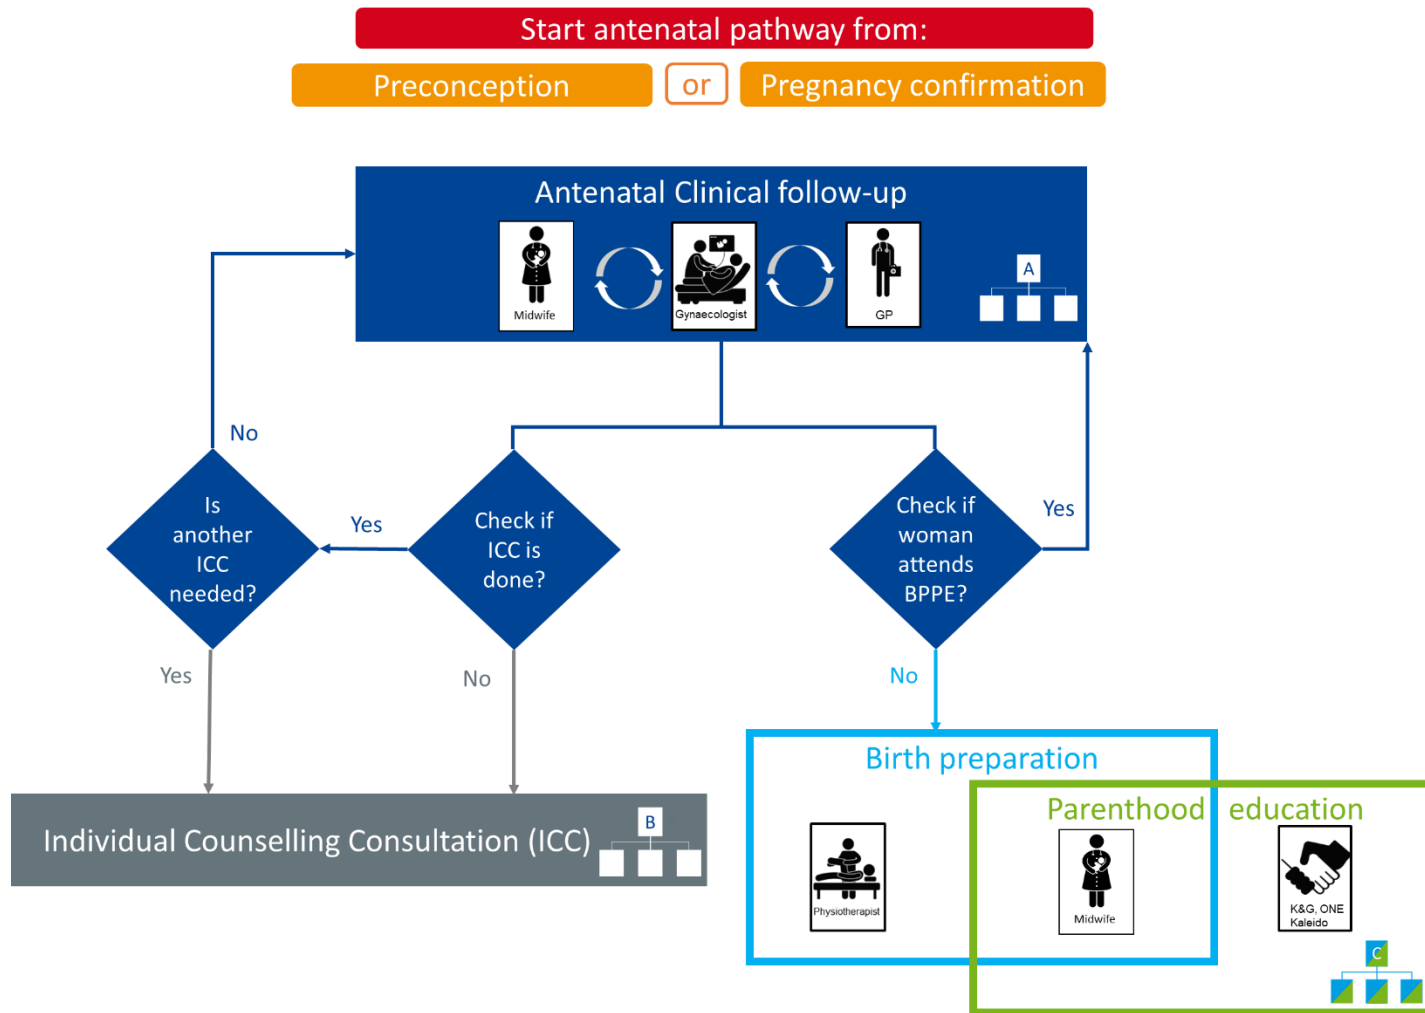 Start antenatal pathway from:
Preconception
or
Pregnancy confirmation
Antenatal Clinical follow-up
Midwife
Gynaecologist
GP
A
No
Is
another
ICC
needed?
Yes
Check if
ICC is
done?
Check if
woman
attends
BPPE?
Yes
Yes
No
No
Birth preparation
Parenthood education
Individual Counselling Consultation (ICC)
B
Physiotherapist
Midwife
K&G, ONE
Kaleido
C